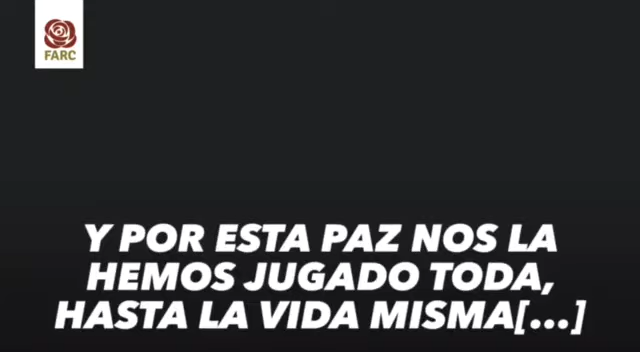 FARC
Y POR ESTA PAZ NOS LA
HEMOS JUGADO TODA,
HASTA LA VIDA MISMA[...]